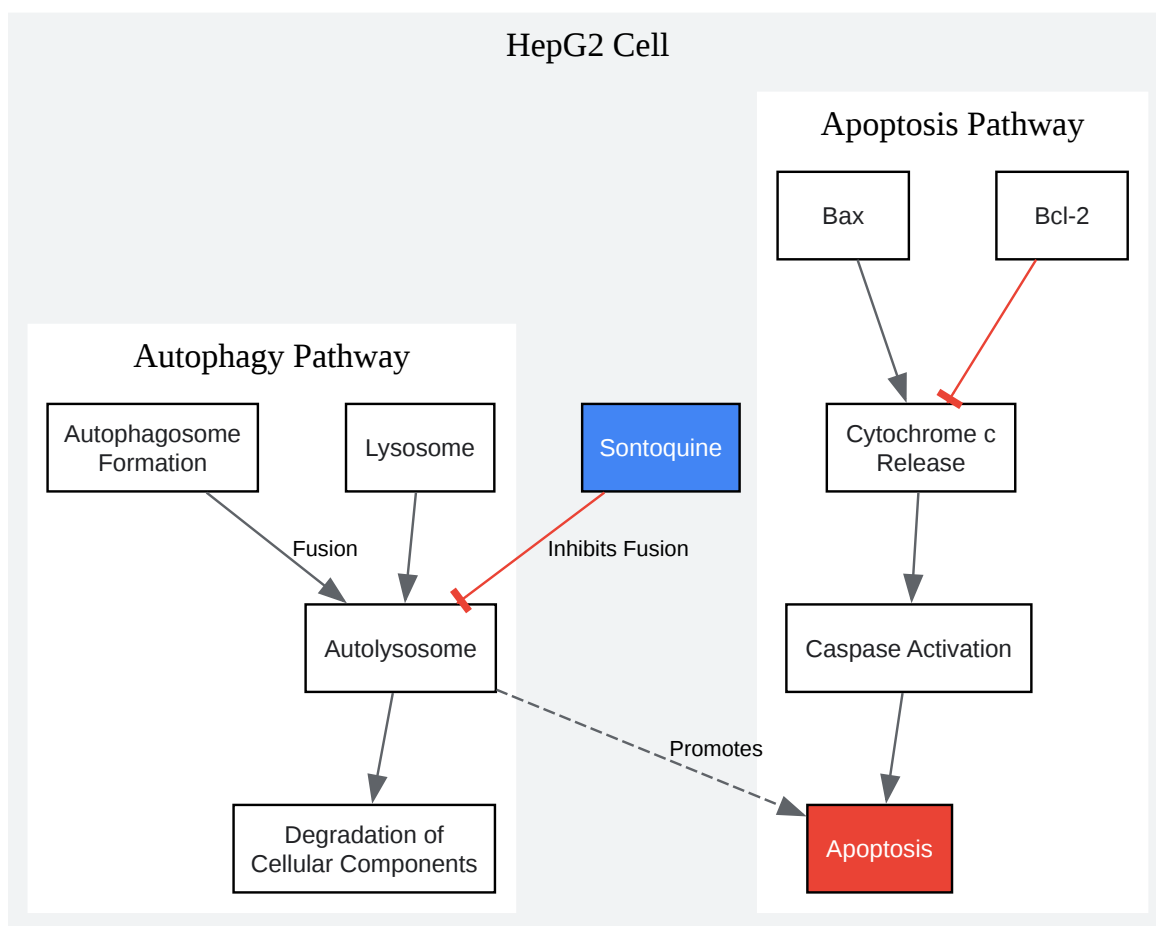 HepG2 Cell
Apoptosis Pathway
Bax
Bcl-2
Autophagy Pathway
Autophagosome
Formation
Lysosome
Sontoquine
Cytochrome c
Release
Fusion
Inhibits Fusion
Autolysosome
Caspase Activation
Promotes
Degradation of
Cellular Components
Apoptosis